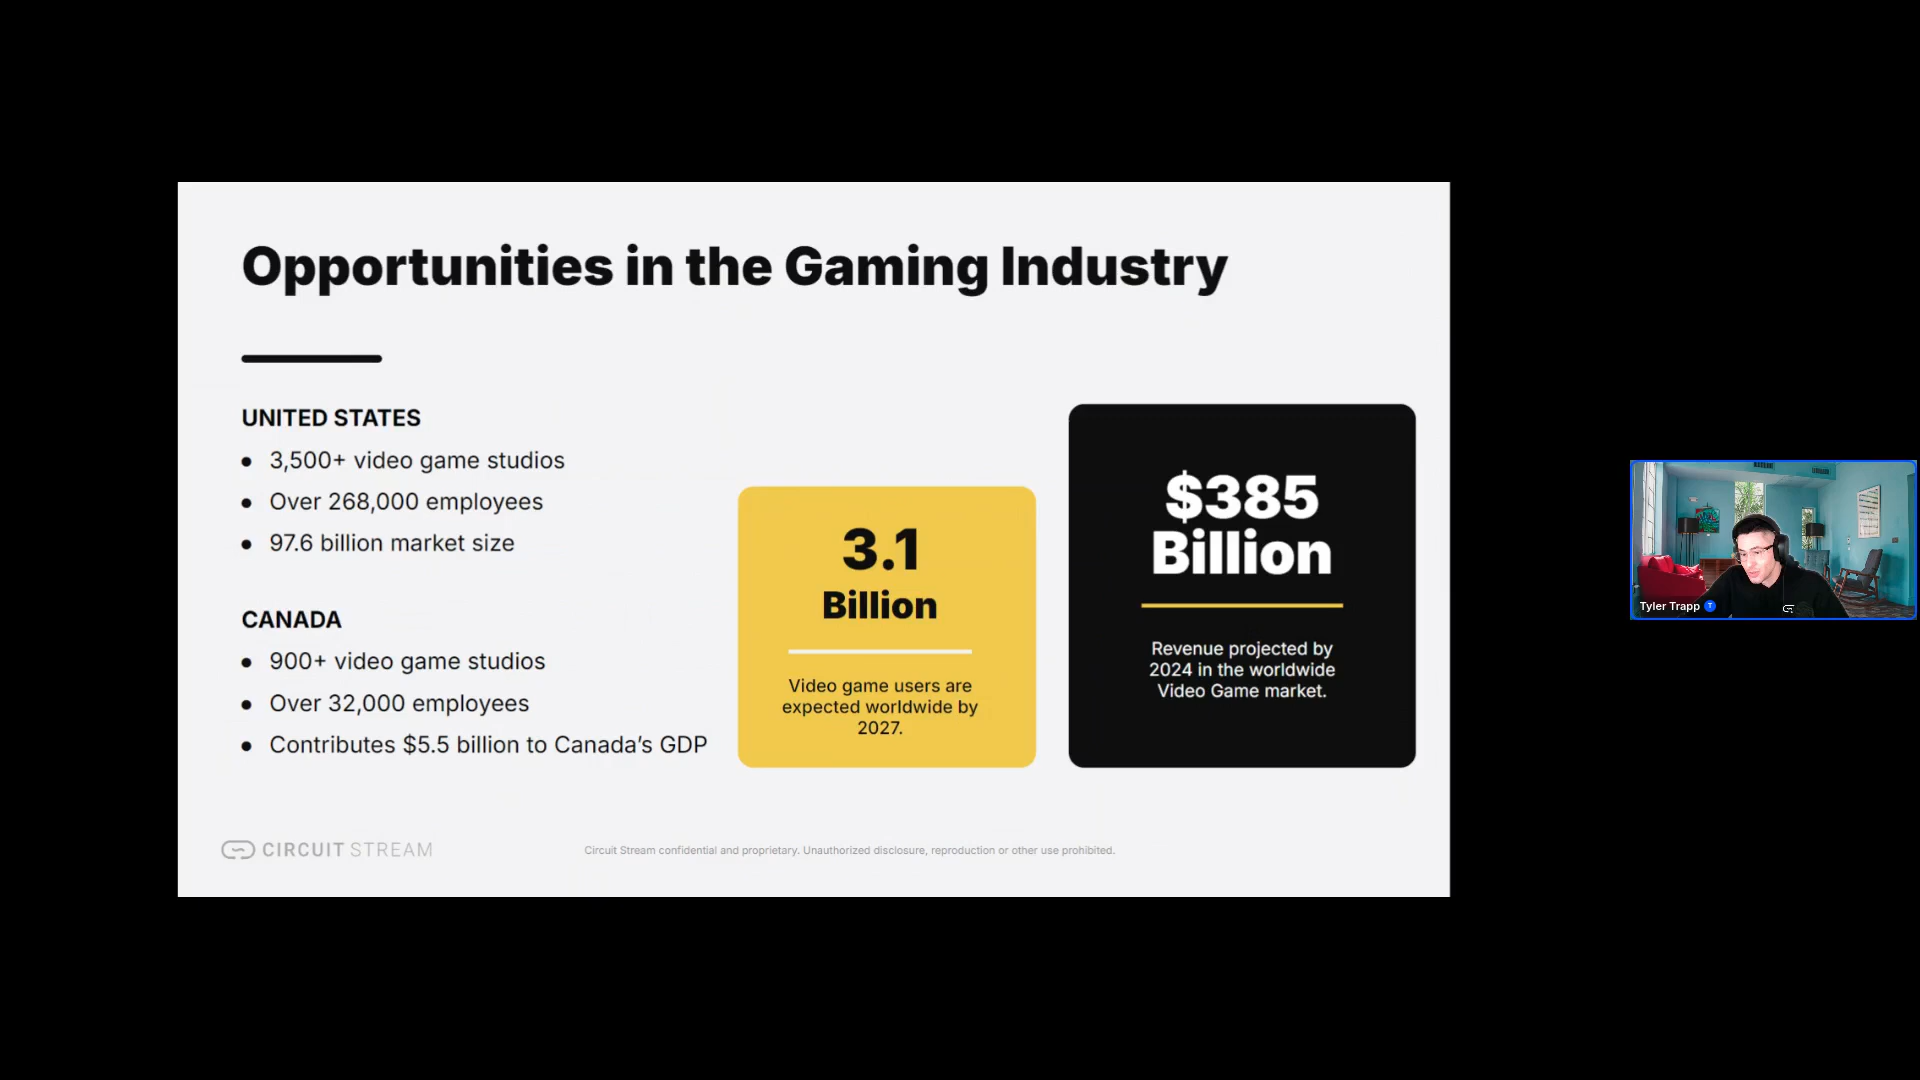 Opportunities in the Gaming Industry
UNITED STATES
● 3,500+ video game studios
● Over 268,000 employees
● 97.6 billion market size
CANADA
● 900+ video game studios
● Over 32,000 employees
● Contributes $5.5 billion to Canada’s GDP
3.1
Billion
Video game users are
expected worldwide by
2027.
$385
Billion
Revenue projected by
2024 in the worldwide
Video Game market.
CIRCUIT STREAM
Circuit Stream confidential and proprietary. Unauthorized disclosure, reproduction or other use prohibited.
Tyler Trapp T